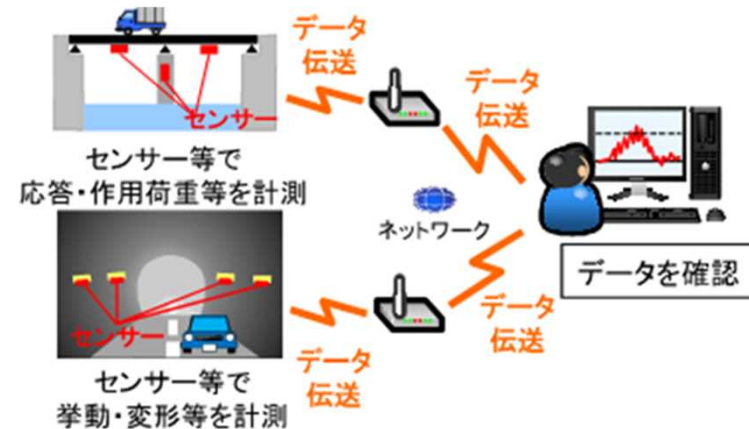 データ
伝送
センサー
センサー等で
応答・作用荷重等を計測
データ
伝送
ネットワーク
データを確認
センサー
データ
伝送
データ
伝送
センサー等で
挙動・変形等を計測